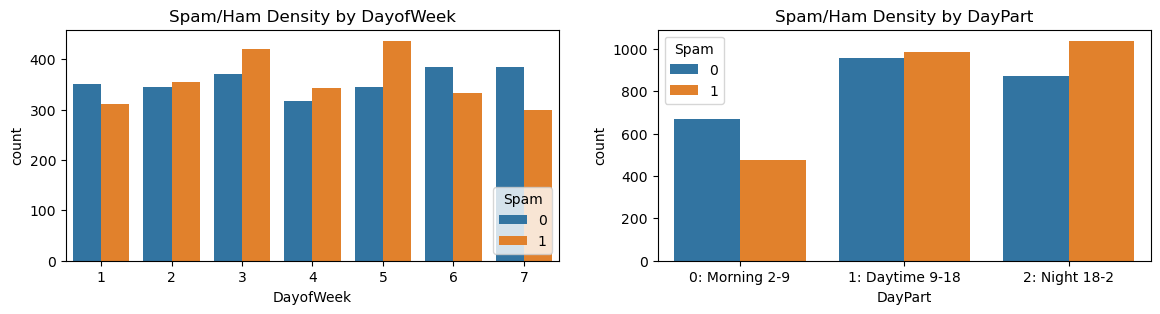 Spam/Ham Density by DayofWeek
count
400
300
200
100
0
1 2 3 4 5 6 7
DayofWeek
Spam
0
1
Spam/Ham Density by DayPart
count
1000
800
600
400
200
0
0: Morning 2-9 1: Daytime 9-18 2: Night 18-2
DayPart
Spam
0
1